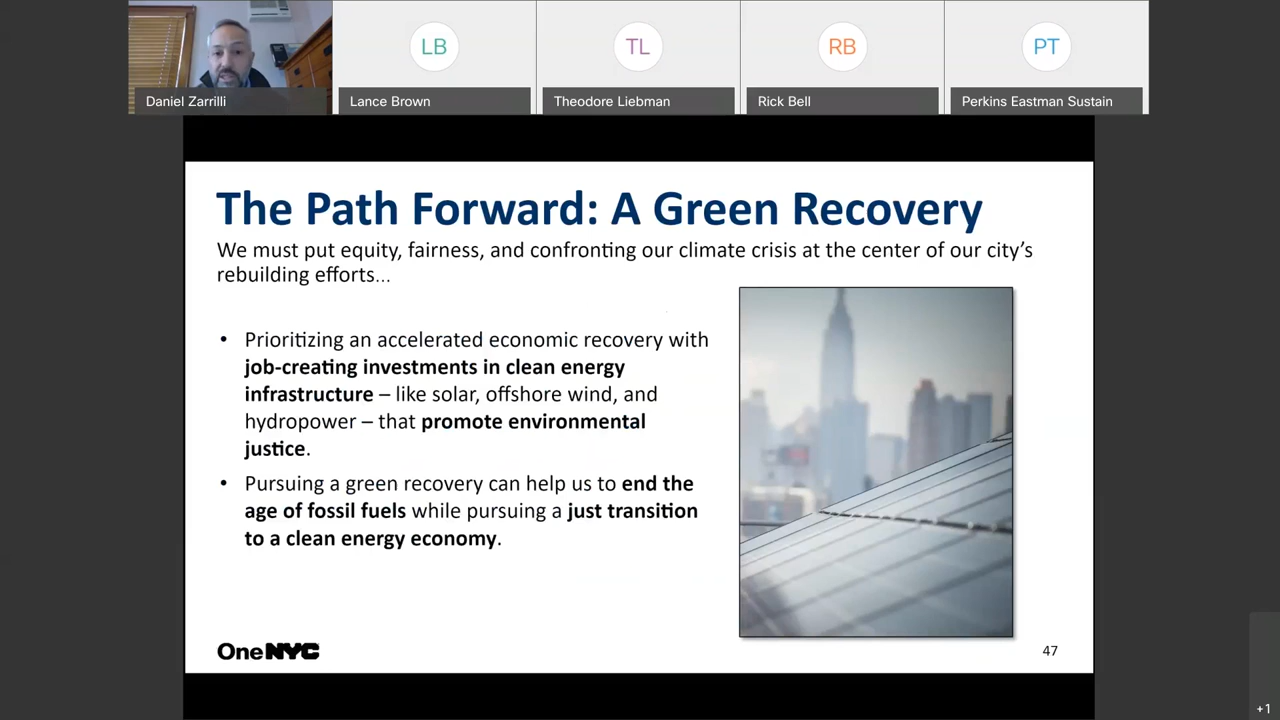 LB
TL
RB
PT
Daniel Zarrilli
Lance Brown
Theodore Liebman
Rick Bell
Perkins Eastman Sustain
The Path Forward: A Green Recovery
We must put equity, fairness, and confronting our climate crisis at the center of our city’s
rebuilding efforts...
• Prioritizing an accelerated economic recovery with
job-creating investments in clean energy
infrastructure – like solar, offshore wind, and
hydropower – that promote environmental
justice.
• Pursuing a green recovery can help us to end the
age of fossil fuels while pursuing a just transition
to a clean energy economy.
OneNYC
47
+1